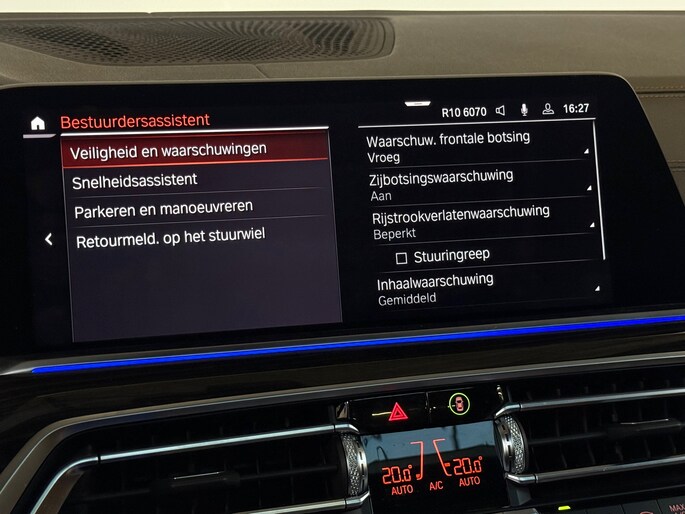 R10 6070 16:27
Bestuurdersassistent
Veiligheid en waarschuwingen
Snelheidsassistent
Parkeren en manoeuvreren
Retourmeld. op het stuurwiel
Waarschuw. frontale botsing
Vroeg
Zijbotsingswaarschuwing
Aan
Rijstrookverlatenwaarschuwing
Beperkt
Stuuringreep
Inhaalwaarschuwing
Gemiddeld
20.0° 20.0°
AUTO A/C AUTO
MAX